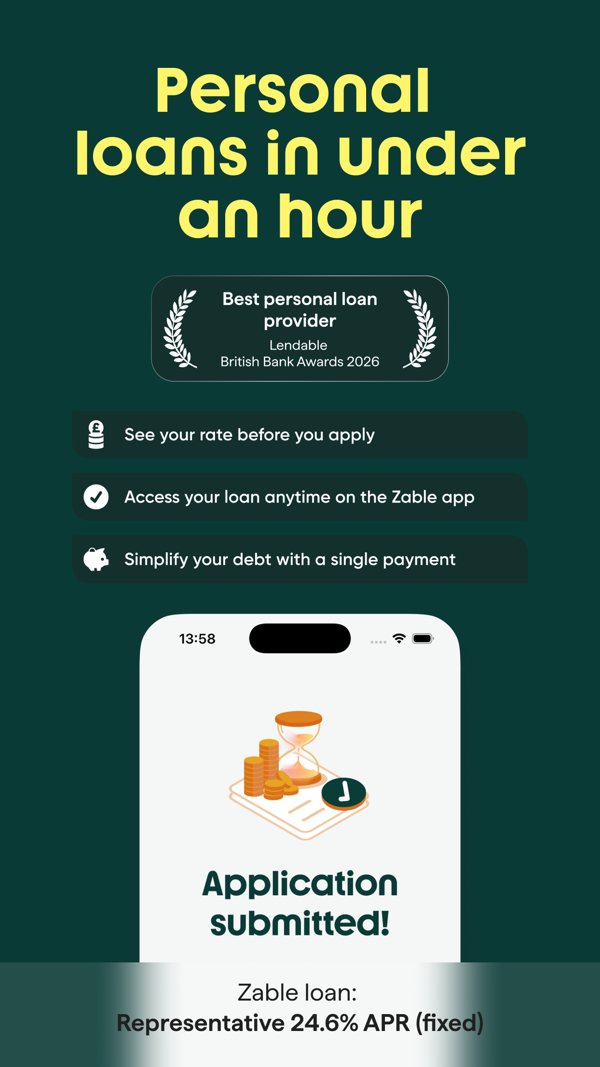 Personal
loans in under
an hour
Best personal loan
provider
Lendable
British Bank Awards 2026
£
See your rate before you apply
Access your loan anytime on the Zable app
Simplify your debt with a single payment
13:58
Application
submitted!
Zable loan:
Representative 24.6% APR (fixed)